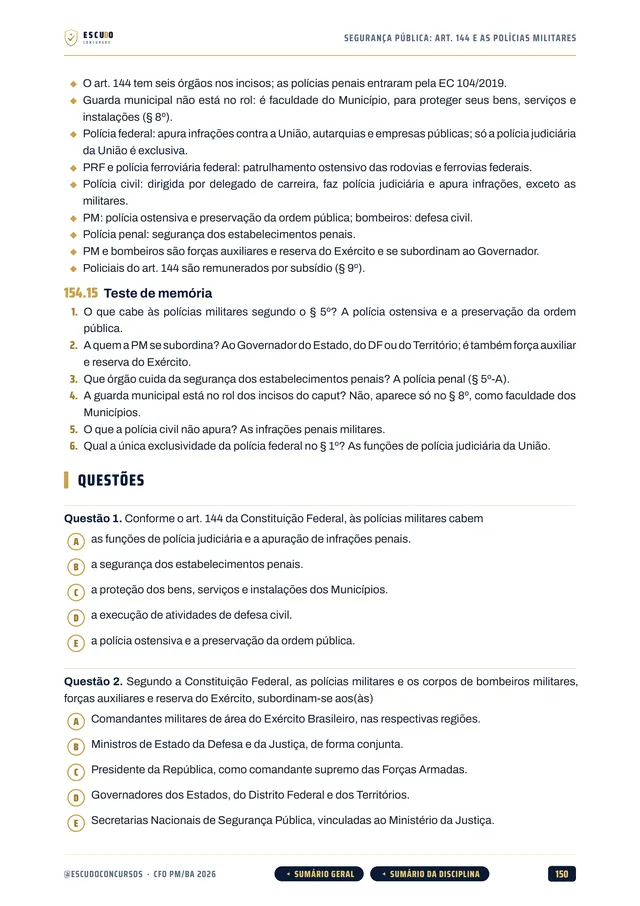 ESCUDO
CONCURSOS
SEGURANÇA PÚBLICA: ART. 144 E AS POLÍCIAS MILITARES
◆ O art. 144 tem seis órgãos nos incisos; as polícias penais entraram pela EC 104/2019.
◆ Guarda municipal não está no rol: é faculdade do Município, para proteger seus bens, serviços e
instalações (§ 8º).
◆ Polícia federal: apura infrações contra a União, autarquias e empresas públicas; só a polícia judiciária
da União é exclusiva.
◆ PRF e polícia ferroviária federal: patrulhamento ostensivo das rodovias e ferrovias federais.
◆ Polícia civil: dirigida por delegado de carreira, faz polícia judiciária e apura infrações, exceto as
militares.
◆ PM: polícia ostensiva e preservação da ordem pública; bombeiros: defesa civil.
◆ Polícia penal: segurança dos estabelecimentos penais.
◆ PM e bombeiros são forças auxiliares e reserva do Exército e se subordinam ao Governador.
◆ Policiais do art. 144 são remunerados por subsídio (§ 9º).
154.15 Teste de memória
1. O que cabe às polícias militares segundo o § 5º? A polícia ostensiva e a preservação da ordem
pública.
2. A quem a PM se subordina? Ao Governador do Estado, do DF ou do Território; é também força auxiliar
e reserva do Exército.
3. Que órgão cuida da segurança dos estabelecimentos penais? A polícia penal (§ 5º-A).
4. A guarda municipal está no rol dos incisos do caput? Não, aparece só no § 8º, como faculdade dos
Municípios.
5. O que a polícia civil não apura? As infrações penais militares.
6. Qual a única exclusividade da polícia federal no § 1º? As funções de polícia judiciária da União.
QUESTÕES
Questão 1. Conforme o art. 144 da Constituição Federal, às polícias militares cabem
A as funções de polícia judiciária e a apuração de infrações penais.
B a segurança dos estabelecimentos penais.
C a proteção dos bens, serviços e instalações dos Municípios.
D a execução de atividades de defesa civil.
E a polícia ostensiva e a preservação da ordem pública.
Questão 2. Segundo a Constituição Federal, as polícias militares e os corpos de bombeiros militares,
forças auxiliares e reserva do Exército, subordinam-se aos(às)
A Comandantes militares de área do Exército Brasileiro, nas respectivas regiões.
B Ministros de Estado da Defesa e da Justiça, de forma conjunta.
C Presidente da República, como comandante supremo das Forças Armadas.
D Governadores dos Estados, do Distrito Federal e dos Territórios.
E Secretarias Nacionais de Segurança Pública, vinculadas ao Ministério da Justiça.
@ESCUDOCONCURSOS · CFO PM/BA 2026
SUMÁRIO GERAL
SUMÁRIO DA DISCIPLINA
150